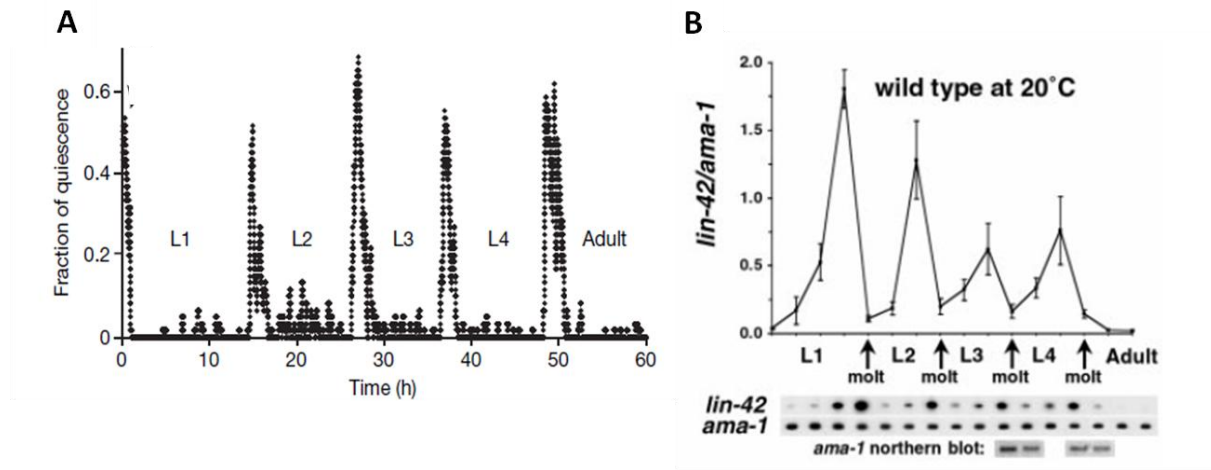 A
Fraction of quiescence
0.6
0.4
0.2
0
L1
L2
L3
L4
Adult
0
10
20
30
40
50
60
Time (h)
B
lin-42/ama-1
2.0
1.5
1.0
0.5
0.0
wild type at 20°C
L1
L2
L3
L4
Adult
molt
molt
molt
molt
lin-42
ama-1
ama-1 northern blot: